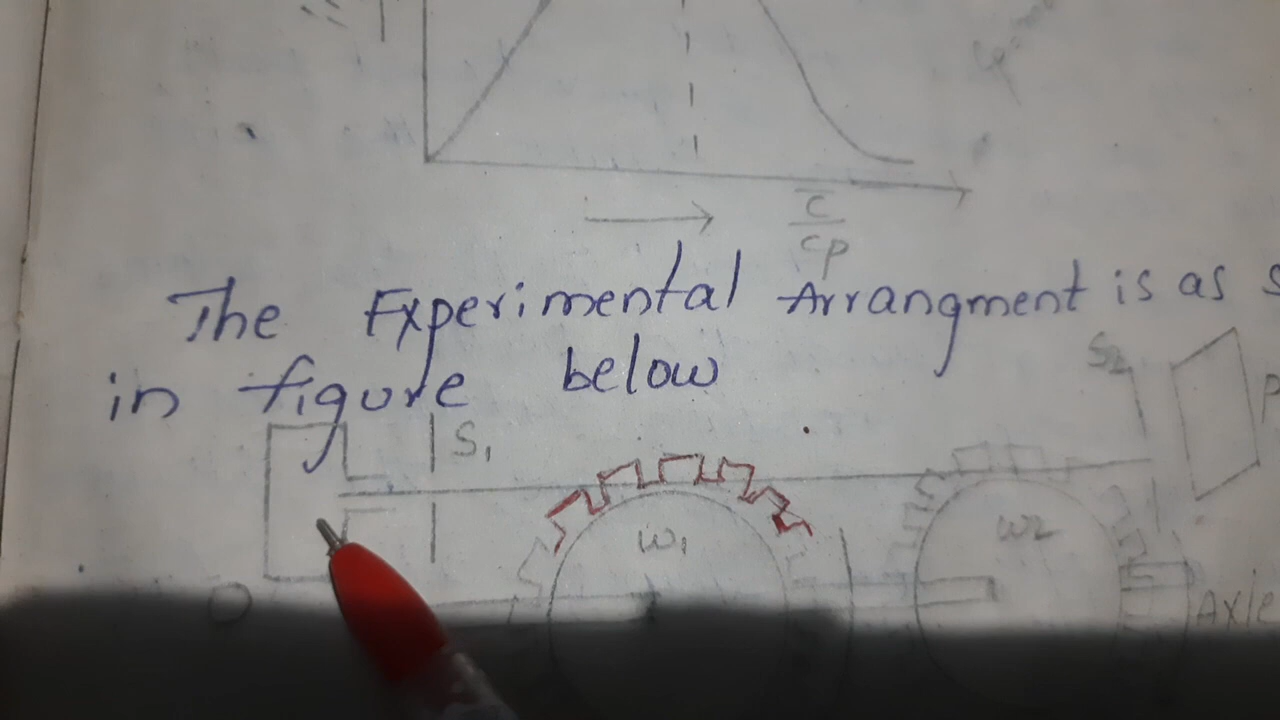 C̅
cp
The Experimental Arrangment is as
in figure below
S2
S1
P
W1
W2
O
Axle